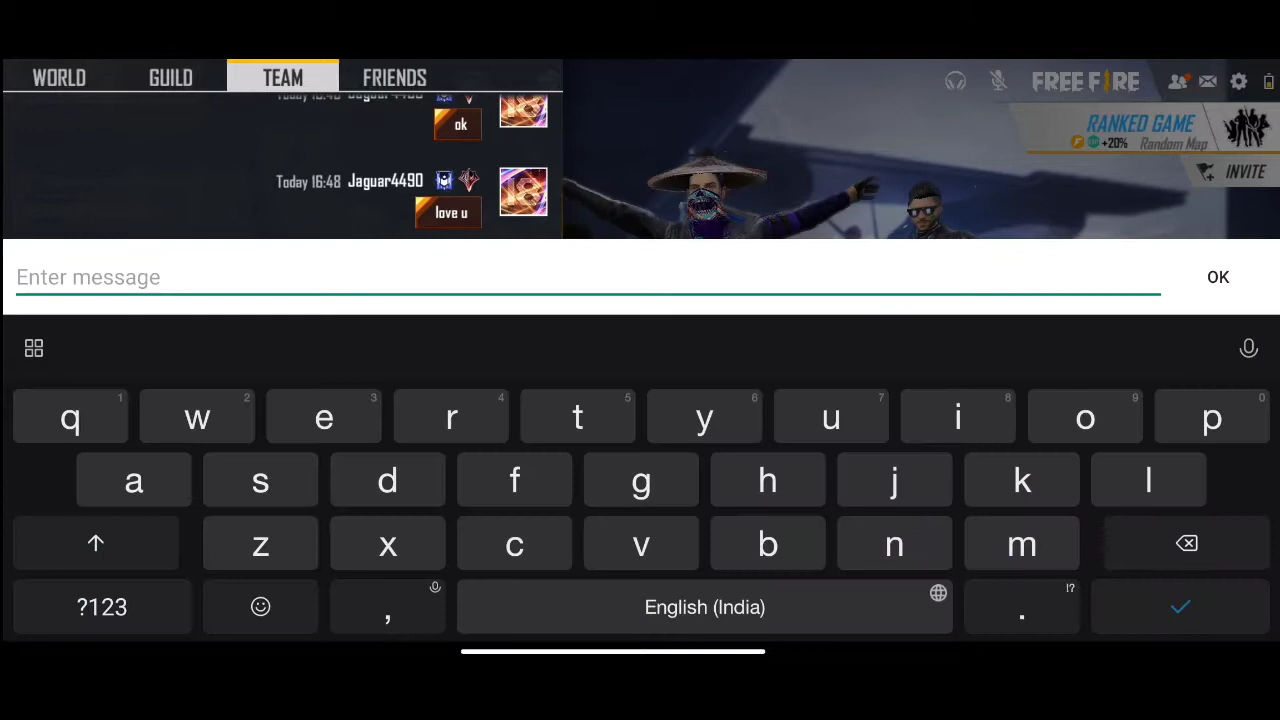 WORLD GUILD TEAM FRIENDS
FREE FIRE
ok
RANKED GAME
+20% Random Map
Today 16:48 Jaguar4490
INVITE
love u
Enter message
OK
q 1 w 2 e 3 r 4 t 5 y 6 u 7 i 8 o 9 p 0
a s d f g h j k l
z x c v b n m
?123 , English (India) . !?